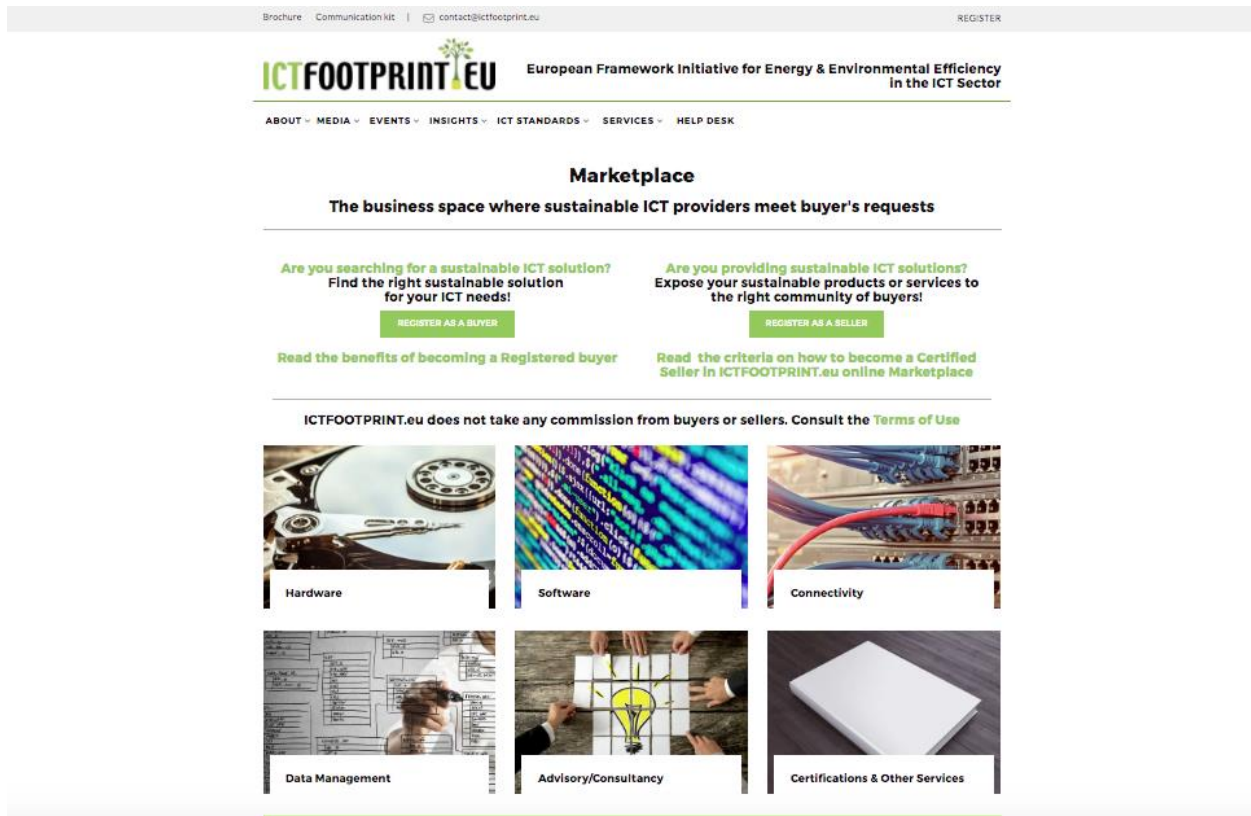 Brochure Communication kit | contact@ictfootprint.eu REGISTER
ICTFOOTPRINT EU
European Framework Initiative for Energy & Environmental Efficiency
in the ICT Sector
ABOUT MEDIA EVENTS INSIGHTS ICT STANDARDS SERVICES HELP DESK
Marketplace
The business space where sustainable ICT providers meet buyer's requests
Are you searching for a sustainable ICT solution?
Find the right sustainable solution
for your ICT needs!
REGISTER AS A BUYER
Read the benefits of becoming a Registered buyer
Are you providing sustainable ICT solutions?
Expose your sustainable products or services to
the right community of buyers!
REGISTER AS A SELLER
Read the criteria on how to become a Certified
Seller in ICTFOOTPRINT.eu online Marketplace
ICTFOOTPRINT.eu does not take any commission from buyers or sellers. Consult the Terms of Use
Hardware
Software
Connectivity
Data Management
Advisory/Consultancy
Certifications & Other Services